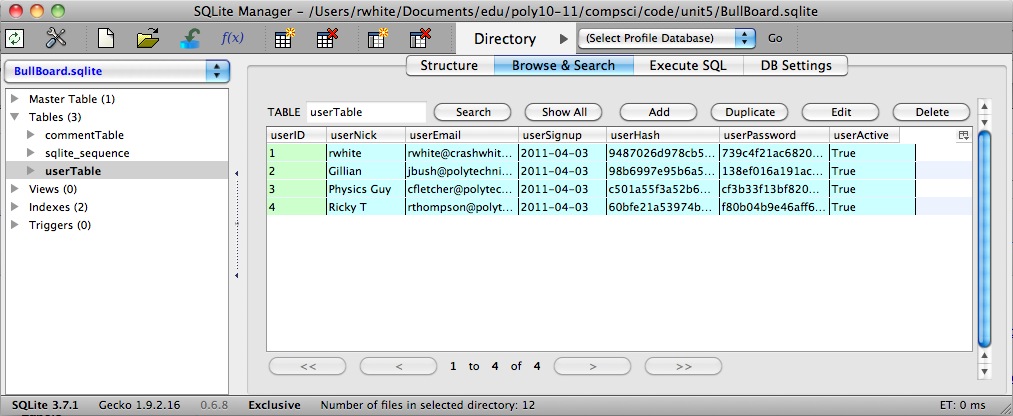 SQLite Manager - /Users/rwhite/Documents/edu/poly10-11/compsci/code/unit5/BullBoard.sqlite
f(x) Directory (Select Profile Database) Go
BullBoard.sqlite
Structure Browse & Search Execute SQL DB Settings
Master Table (1)
Tables (3)
commentTable
sqlite_sequence
userTable
Views (0)
Indexes (2)
Triggers (0)
TABLE userTable Search Show All Add Duplicate Edit Delete
userID userNick userEmail userSignup userHash userPassword userActive
1 rwhite rwhite@crashwhit... 2011-04-03 9487026d978cb5... 739c4f21ac6820... True
2 Gillian jbush@polytechni... 2011-04-03 98b6997e95b6a5... 138ef016a191ac... True
3 Physics Guy cfletcher@polytec... 2011-04-03 c501a55f3a52b6... cf3b33f13bf820... True
4 Ricky T rthompson@polyt... 2011-04-03 60bfe21a53974b... f80b04b9e46aff6... True
<< < 1 to 4 of 4 > >>
SQLite 3.7.1 Gecko 1.9.2.16 0.6.8 Exclusive Number of files in selected directory: 12 ET: 0 ms